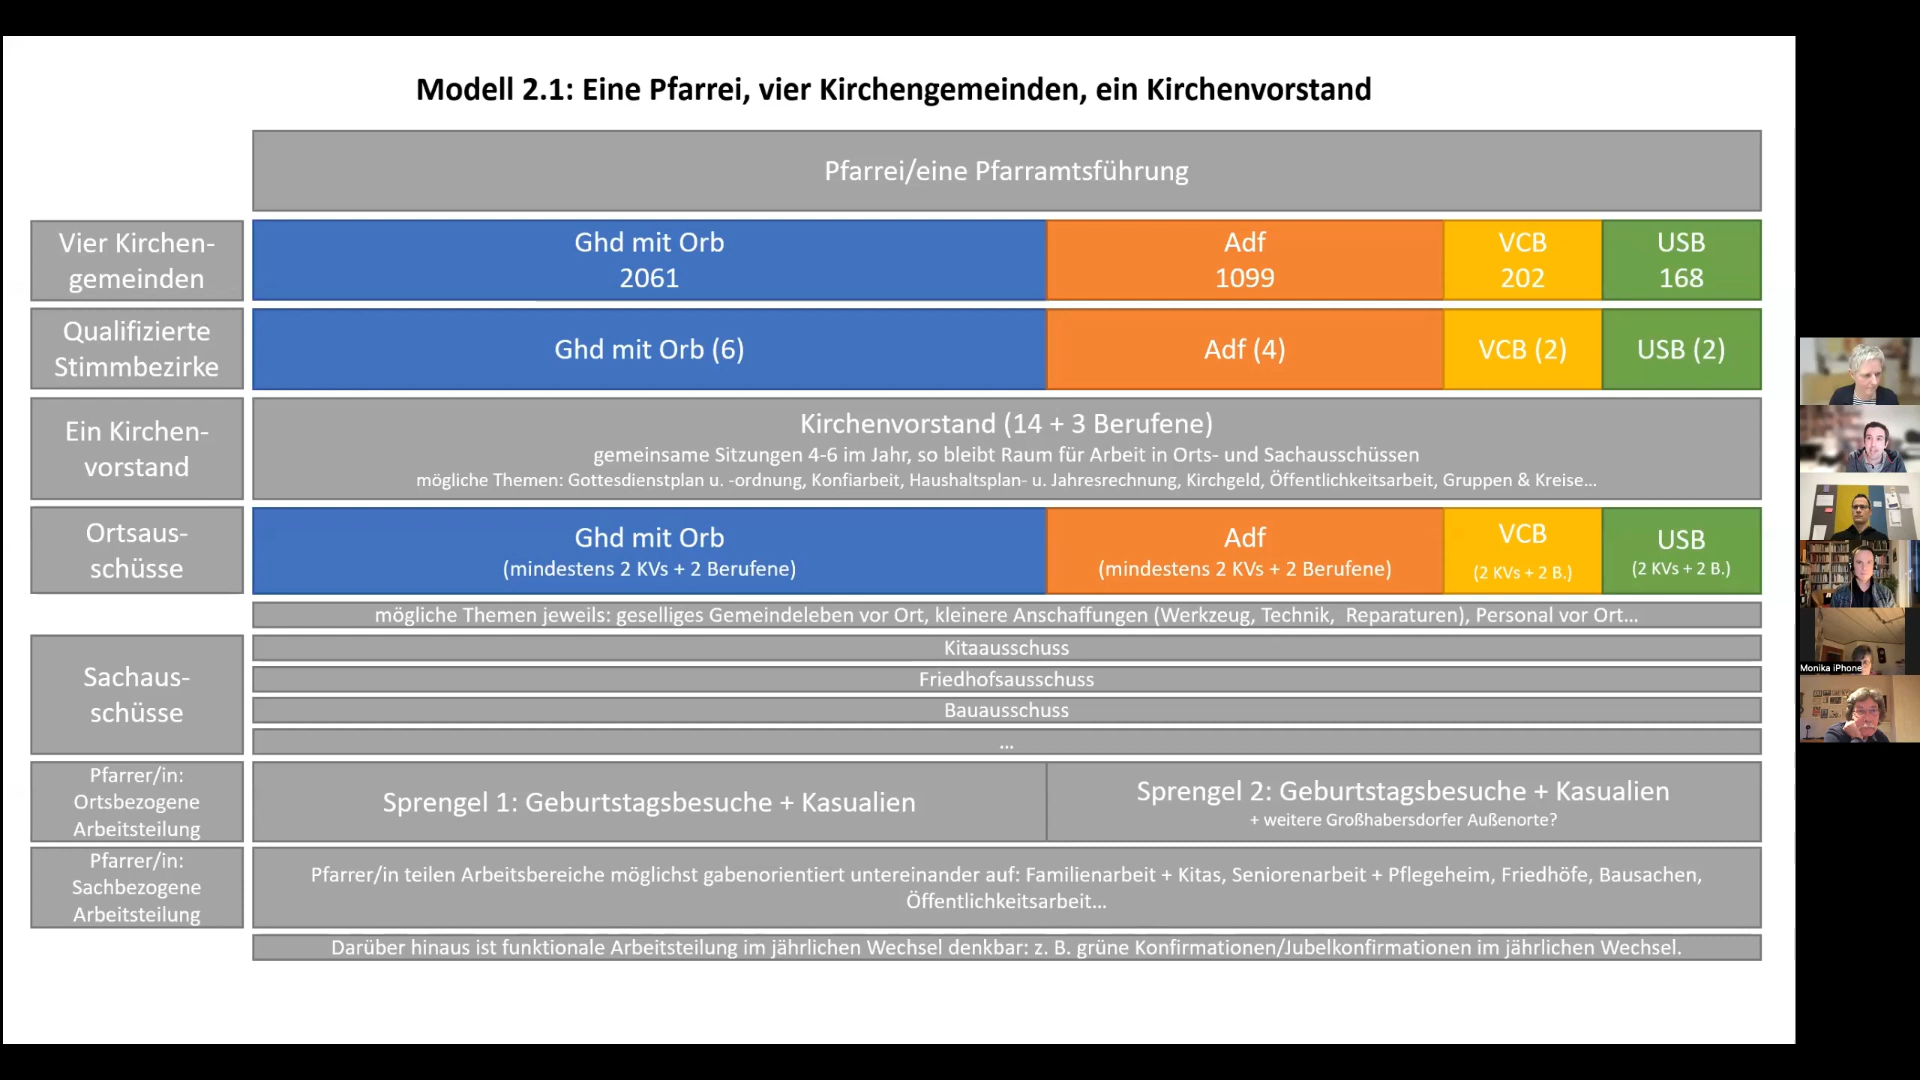 Modell 2.1: Eine Pfarrei, vier Kirchengemeinden, ein Kirchenvorstand
Pfarrei/eine Pfarramtsführung
Vier Kirchen-
gemeinden
Ghd mit Orb
2061
Adf
1099
VCB
202
USB
168
Qualifizierte
Stimmbezirke
Ghd mit Orb (6)
Adf (4)
VCB (2)
USB (2)
Ein Kirchen-
vorstand
Kirchenvorstand (14 + 3 Berufene)
gemeinsame Sitzungen 4-6 im Jahr, so bleibt Raum für Arbeit in Orts- und Sachausschüssen
mögliche Themen: Gottesdienstplan u. -ordnung, Konfiarbeit, Haushaltsplan- u. Jahresrechnung, Kirchgeld, Öffentlichkeitsarbeit, Gruppen & Kreise...
Ortsaus-
schüsse
Ghd mit Orb
(mindestens 2 KVs + 2 Berufene)
Adf
(mindestens 2 KVs + 2 Berufene)
VCB
(2 KVs + 2 B.)
USB
(2 KVs + 2 B.)
mögliche Themen jeweils: geselliges Gemeindeleben vor Ort, kleinere Anschaffungen (Werkzeug, Technik, Reparaturen), Personal vor Ort...
Sachaus-
schüsse
Kitaausschuss
Friedhofsausschuss
Bauausschuss
...
Pfarrer/in:
Ortsbezogene
Arbeitsteilung
Sprengel 1: Geburtstagsbesuche + Kasualien
Sprengel 2: Geburtstagsbesuche + Kasualien
+ weitere Großhabersdorfer Außenorte?
Pfarrer/in:
Sachbezogene
Arbeitsteilung
Pfarrer/in teilen Arbeitsbereiche möglichst gabenorientiert untereinander auf: Familienarbeit + Kitas, Seniorenarbeit + Pflegeheim, Friedhöfe, Bausachen,
Öffentlichkeitsarbeit...
Darüber hinaus ist funktionale Arbeitsteilung im jährlichen Wechsel denkbar: z. B. grüne Konfirmationen/Jubelkonfirmationen im jährlichen Wechsel.
Monika iPhone